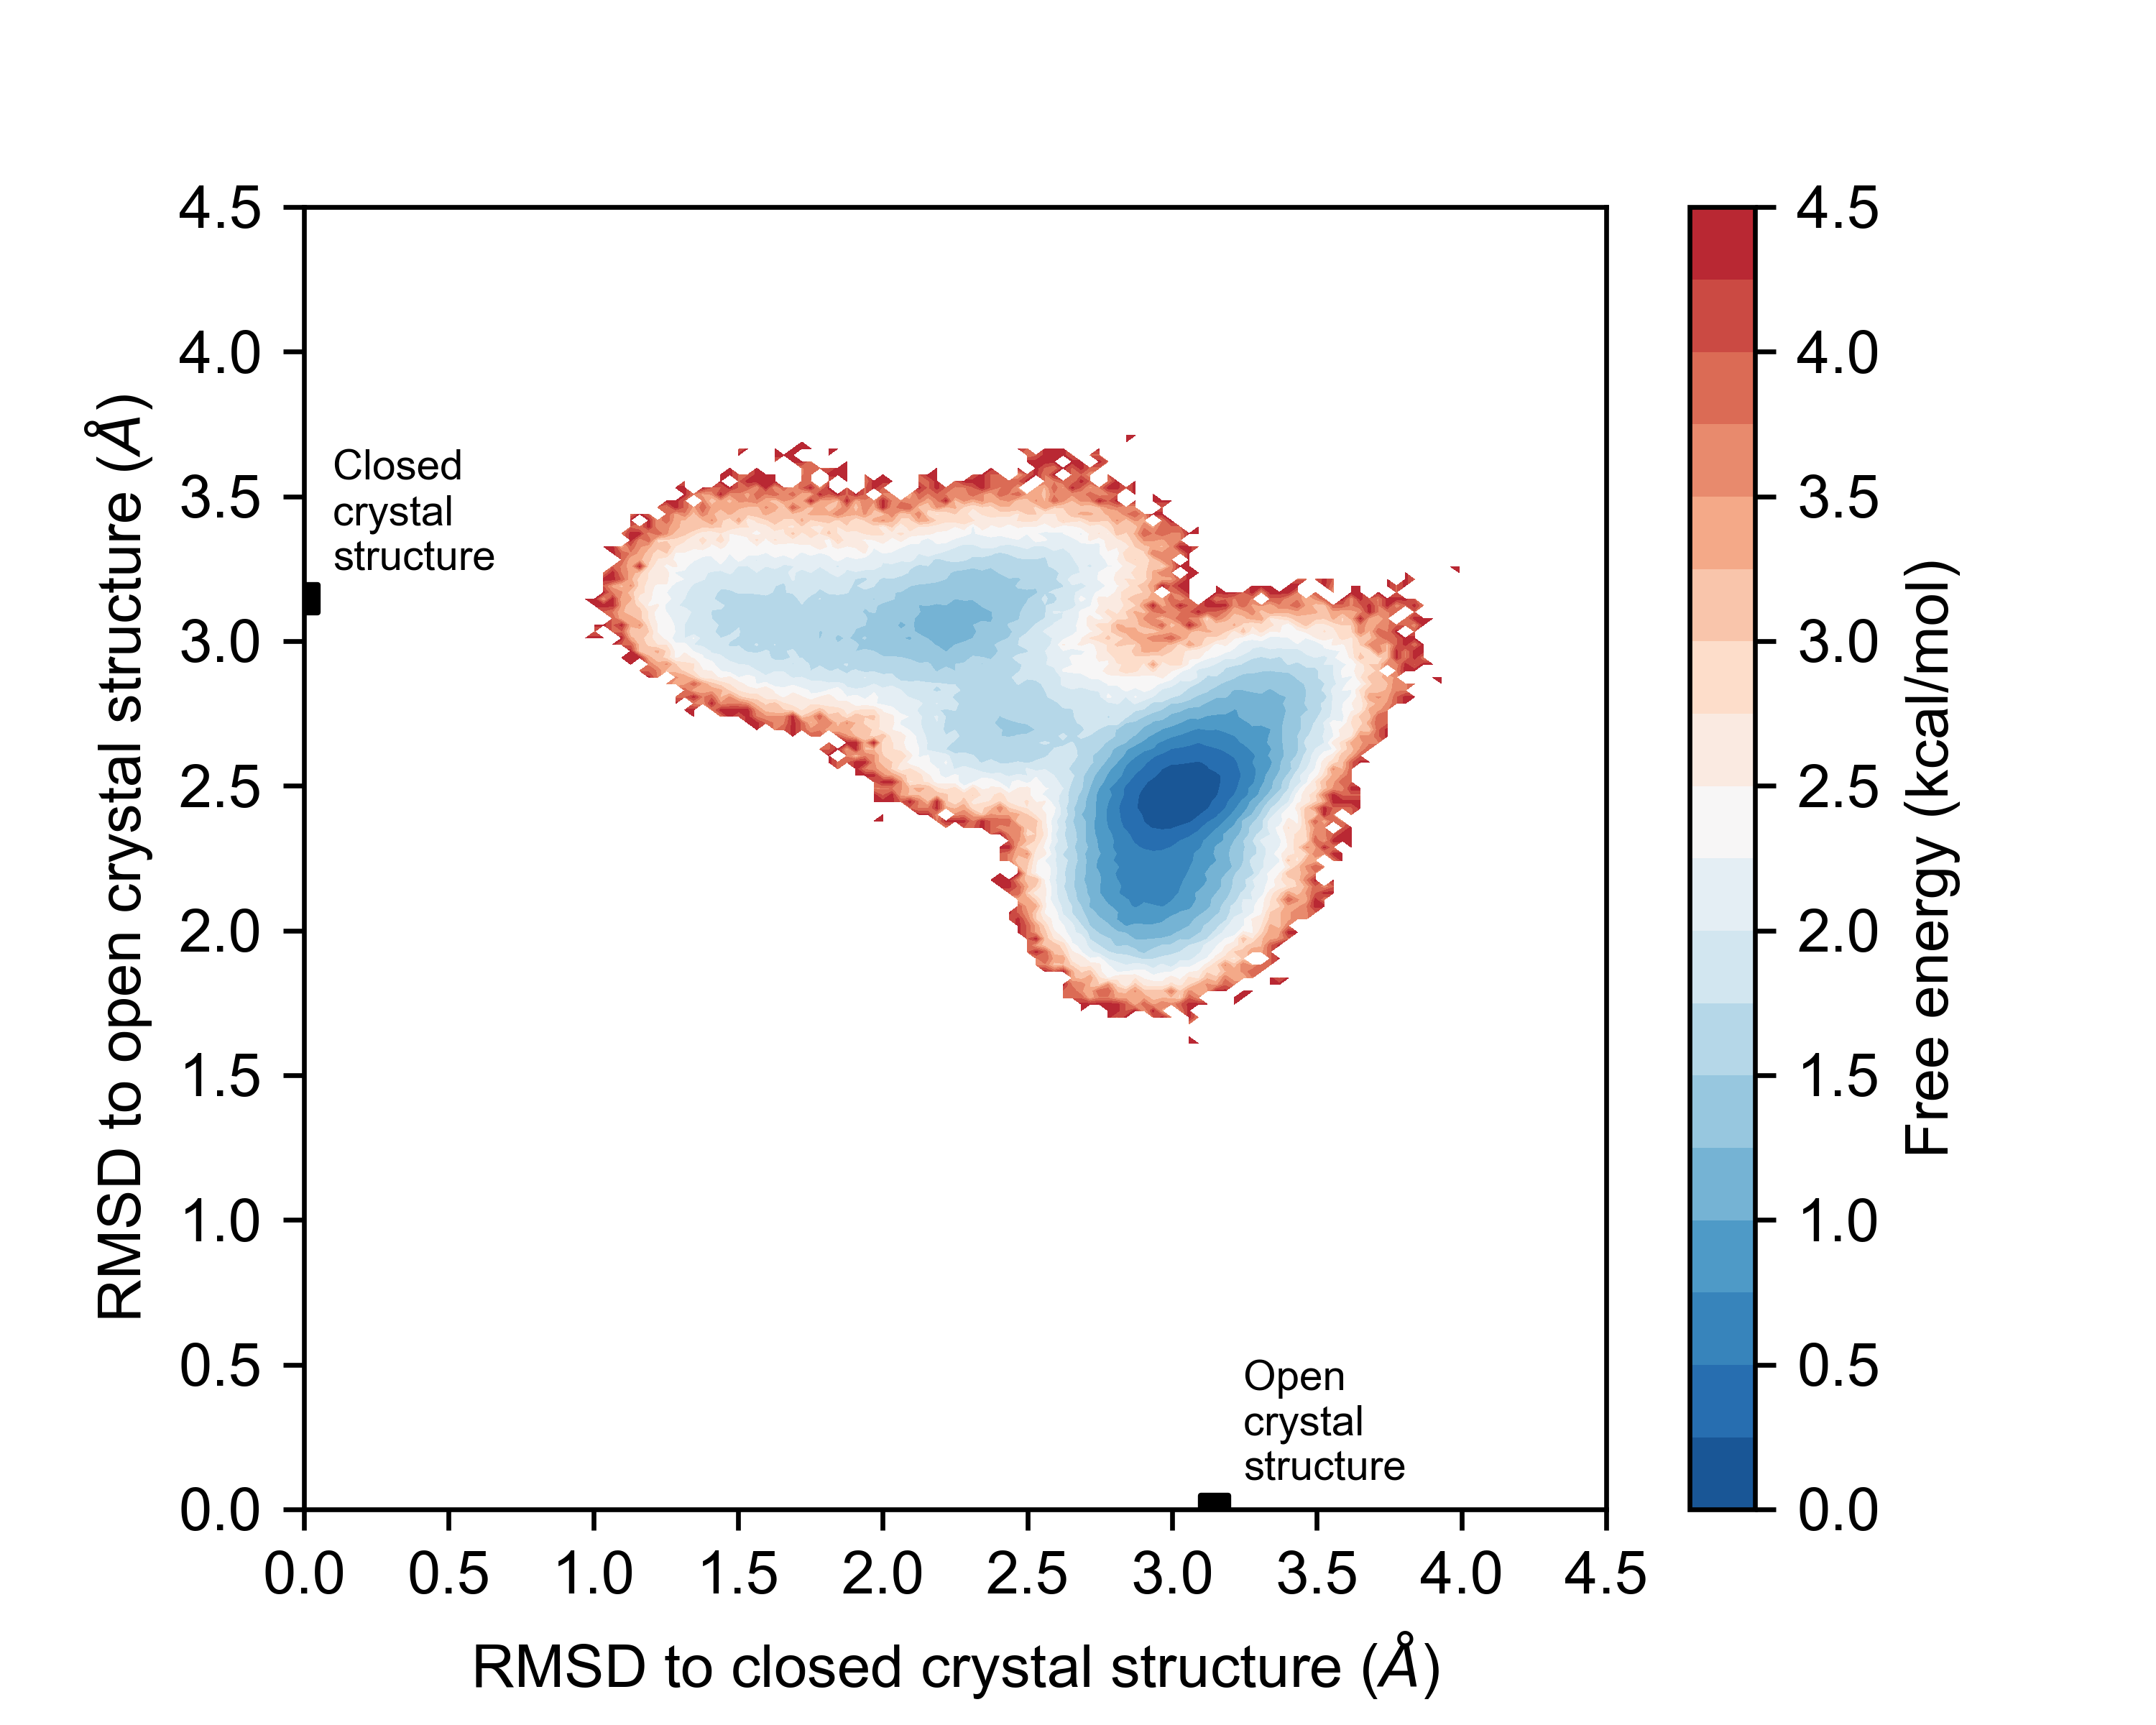 4.5
4.0
3.5
3.0
2.5
2.0
1.5
1.0
0.5
0.0
RMSD to open crystal structure (Å)
Closed
crystal
structure
Open
crystal
structure
0.0 0.5 1.0 1.5 2.0 2.5 3.0 3.5 4.0 4.5
RMSD to closed crystal structure (Å)
4.5
4.0
3.5
3.0
2.5
2.0
1.5
1.0
0.5
0.0
Free energy (kcal/mol)